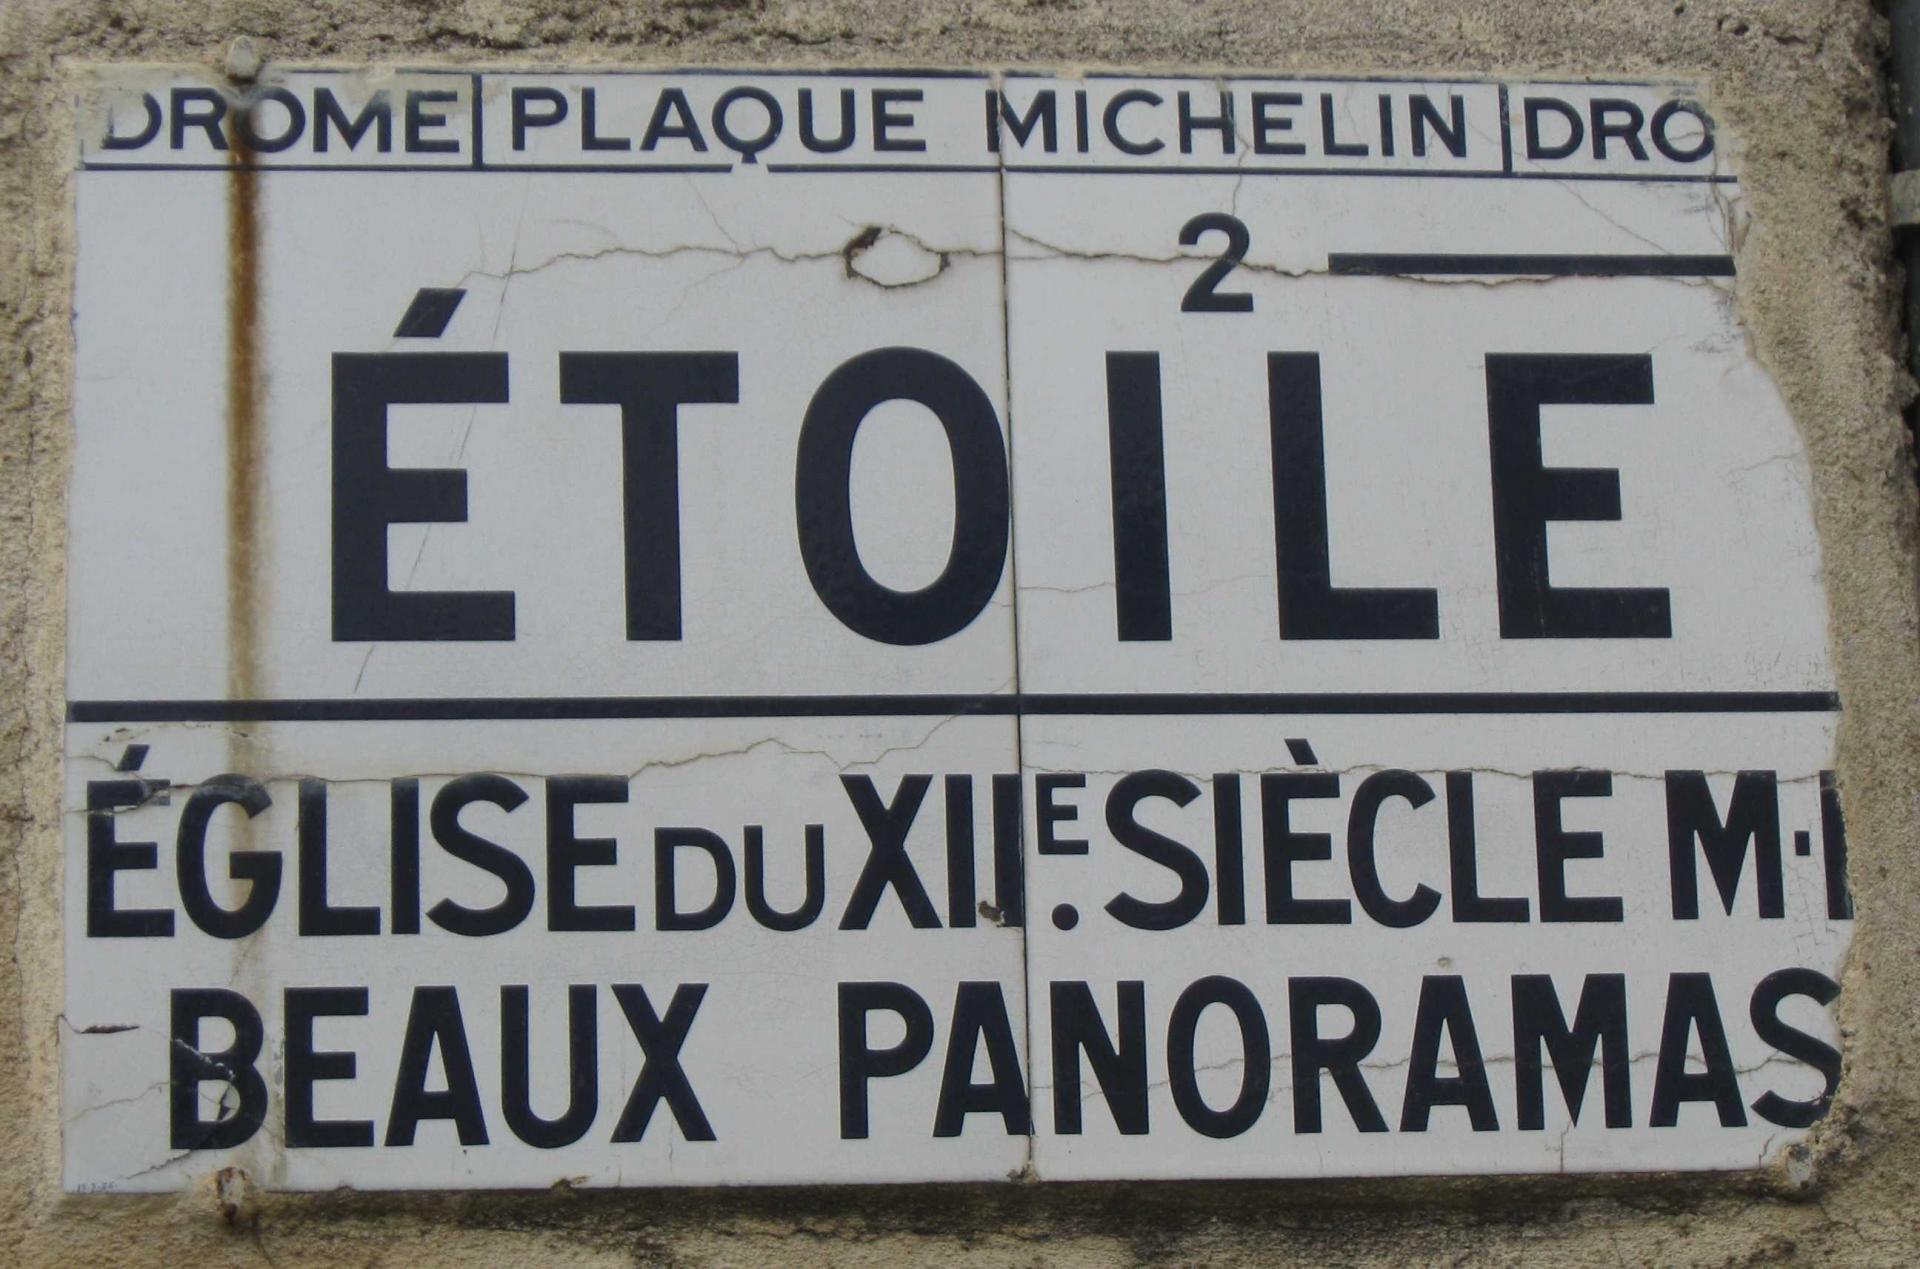 DROME PLAQUE MICHELIN DRO
2
ÉTOILE
ÉGLISE DU XIIE. SIÈCLE M·
BEAUX PANORAMAS